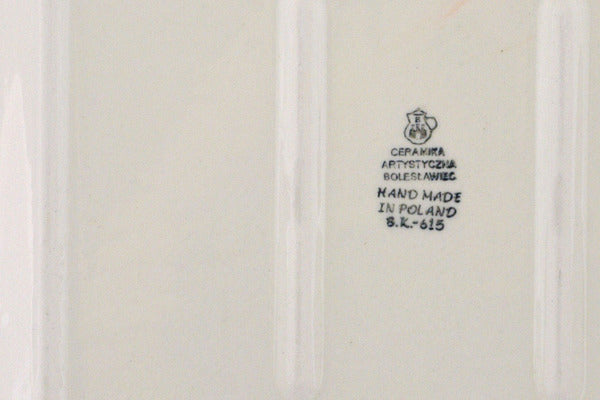 CERAMIKA
ARTYSTYCZNA
BOLESŁAWIEC
HAND MADE
IN POLAND
B.K.-615